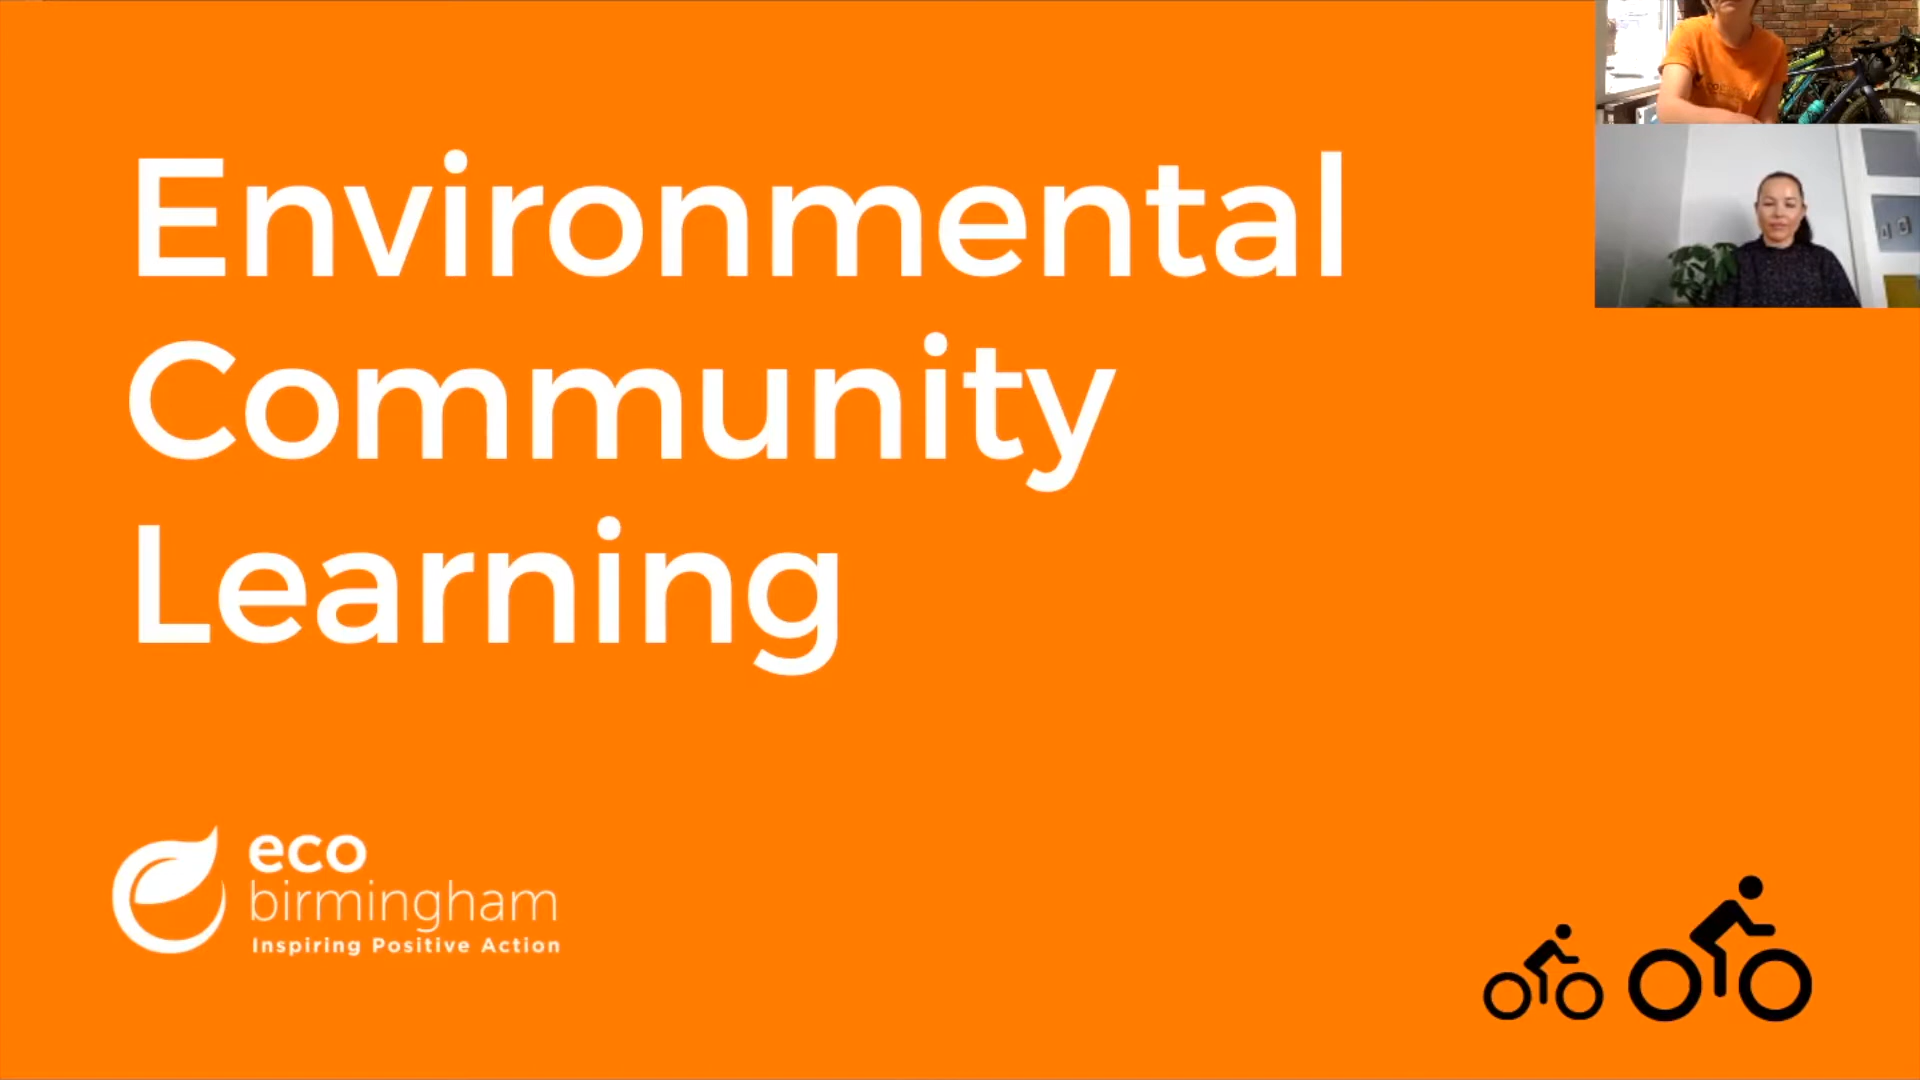 Environmental
Community
Learning
eco
birmingham
Inspiring Positive Action